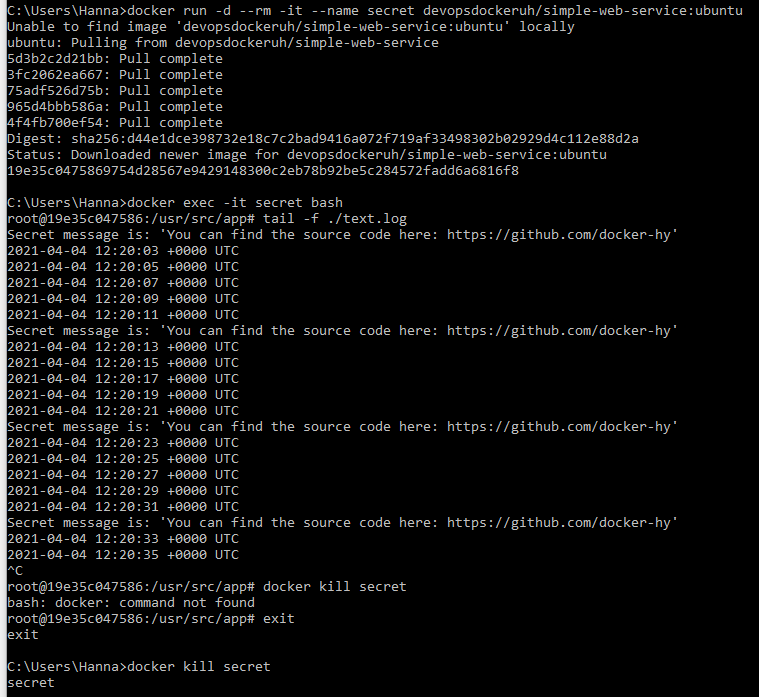 C:\Users\Hanna>docker run -d --rm -it --name secret devopsdockeruh/simple-web-service:ubuntu
Unable to find image 'devopsdockeruh/simple-web-service:ubuntu' locally
ubuntu: Pulling from devopsdockeruh/simple-web-service
5d3b2c2d21bb: Pull complete
3fc2062ea667: Pull complete
75adf526d75b: Pull complete
965d4bbb586a: Pull complete
4f4fb700ef54: Pull complete
Digest: sha256:d44e1dce398732e18c7c2bad9416a072f719af33498302b02929d4c112e88d2a
Status: Downloaded newer image for devopsdockeruh/simple-web-service:ubuntu
19e35c0475869754d28567e9429148300c2eb78b92be5c284572fadd6a6816f8
C:\Users\Hanna>docker exec -it secret bash
root@19e35c047586:/usr/src/app# tail -f ./text.log
Secret message is: 'You can find the source code here: https://github.com/docker-hy'
2021-04-04 12:20:03 +0000 UTC
2021-04-04 12:20:05 +0000 UTC
2021-04-04 12:20:07 +0000 UTC
2021-04-04 12:20:09 +0000 UTC
2021-04-04 12:20:11 +0000 UTC
Secret message is: 'You can find the source code here: https://github.com/docker-hy'
2021-04-04 12:20:13 +0000 UTC
2021-04-04 12:20:15 +0000 UTC
2021-04-04 12:20:17 +0000 UTC
2021-04-04 12:20:19 +0000 UTC
2021-04-04 12:20:21 +0000 UTC
Secret message is: 'You can find the source code here: https://github.com/docker-hy'
2021-04-04 12:20:23 +0000 UTC
2021-04-04 12:20:25 +0000 UTC
2021-04-04 12:20:27 +0000 UTC
2021-04-04 12:20:29 +0000 UTC
2021-04-04 12:20:31 +0000 UTC
Secret message is: 'You can find the source code here: https://github.com/docker-hy'
2021-04-04 12:20:33 +0000 UTC
2021-04-04 12:20:35 +0000 UTC
^C
root@19e35c047586:/usr/src/app# docker kill secret
bash: docker: command not found
root@19e35c047586:/usr/src/app# exit
exit
C:\Users\Hanna>docker kill secret
secret